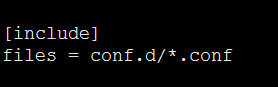 [include]
files = conf.d/*.conf